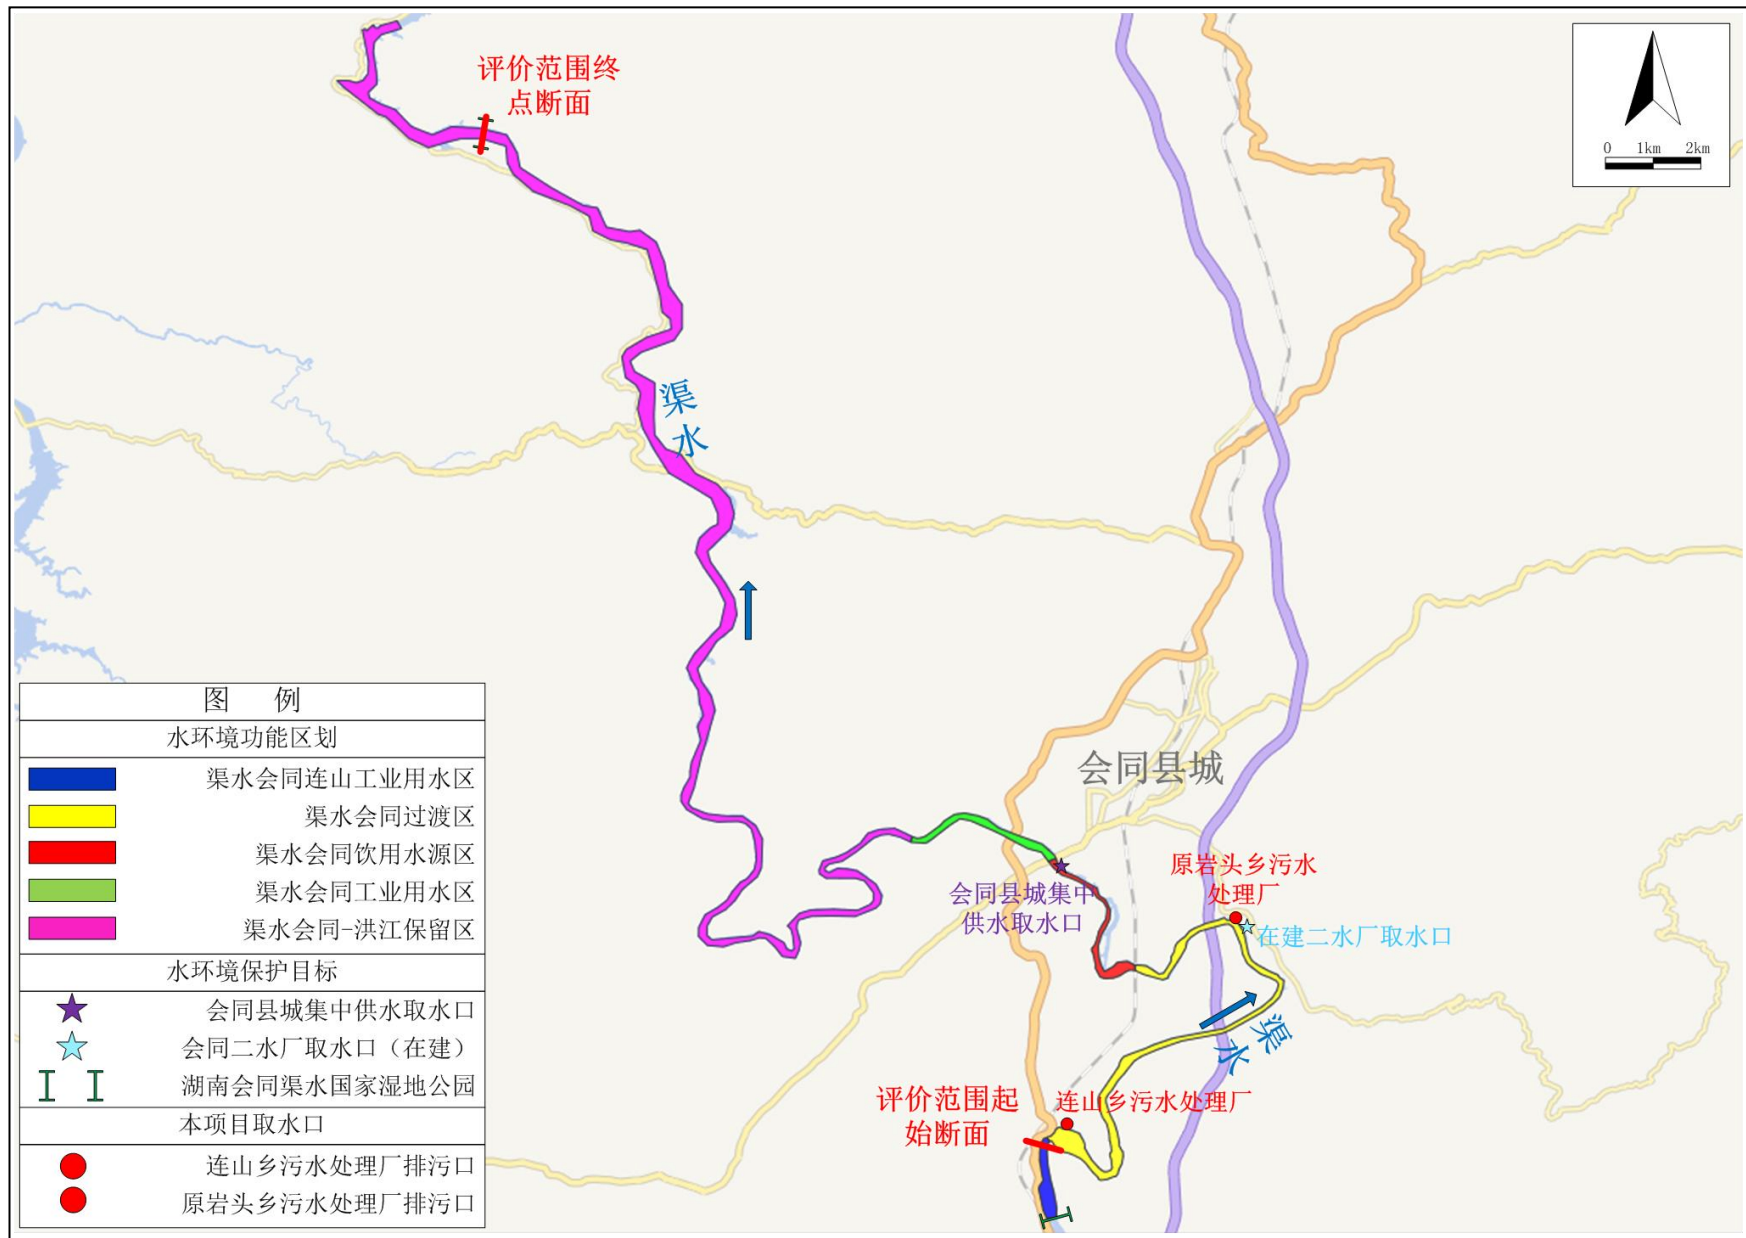 评价范围终
点断面
0 1km 2km
渠
水
会同县城
原岩头乡污水
处理厂
会同县城集中
供水取水口
在建二水厂取水口
渠
水
评价范围起
始断面
连山乡污水处理厂
图 例
水环境功能区划
渠水会同连山工业用水区
渠水会同过渡区
渠水会同饮用水源区
渠水会同工业用水区
渠水会同-洪江保留区
水环境保护目标
会同县城集中供水取水口
会同二水厂取水口（在建）
湖南会同渠水国家湿地公园
本项目取水口
连山乡污水处理厂排污口
原岩头乡污水处理厂排污口